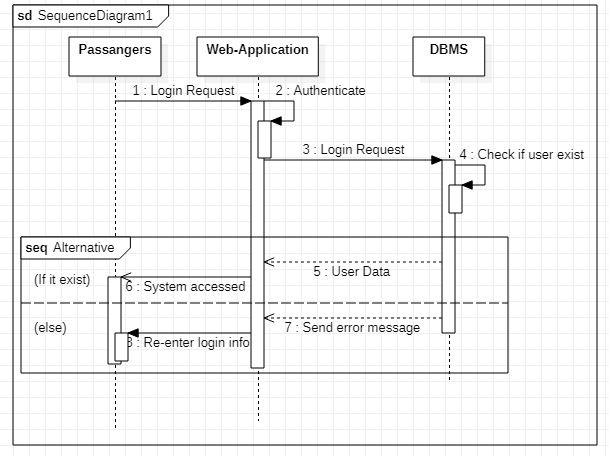 sd SequenceDiagram1
Passangers
Web-Application
DBMS
1 : Login Request
2 : Authenticate
3 : Login Request
4 : Check if user exist
seq Alternative
(If it exist)
5 : User Data
6 : System accessed
(else)
7 : Send error message
8 : Re-enter login info